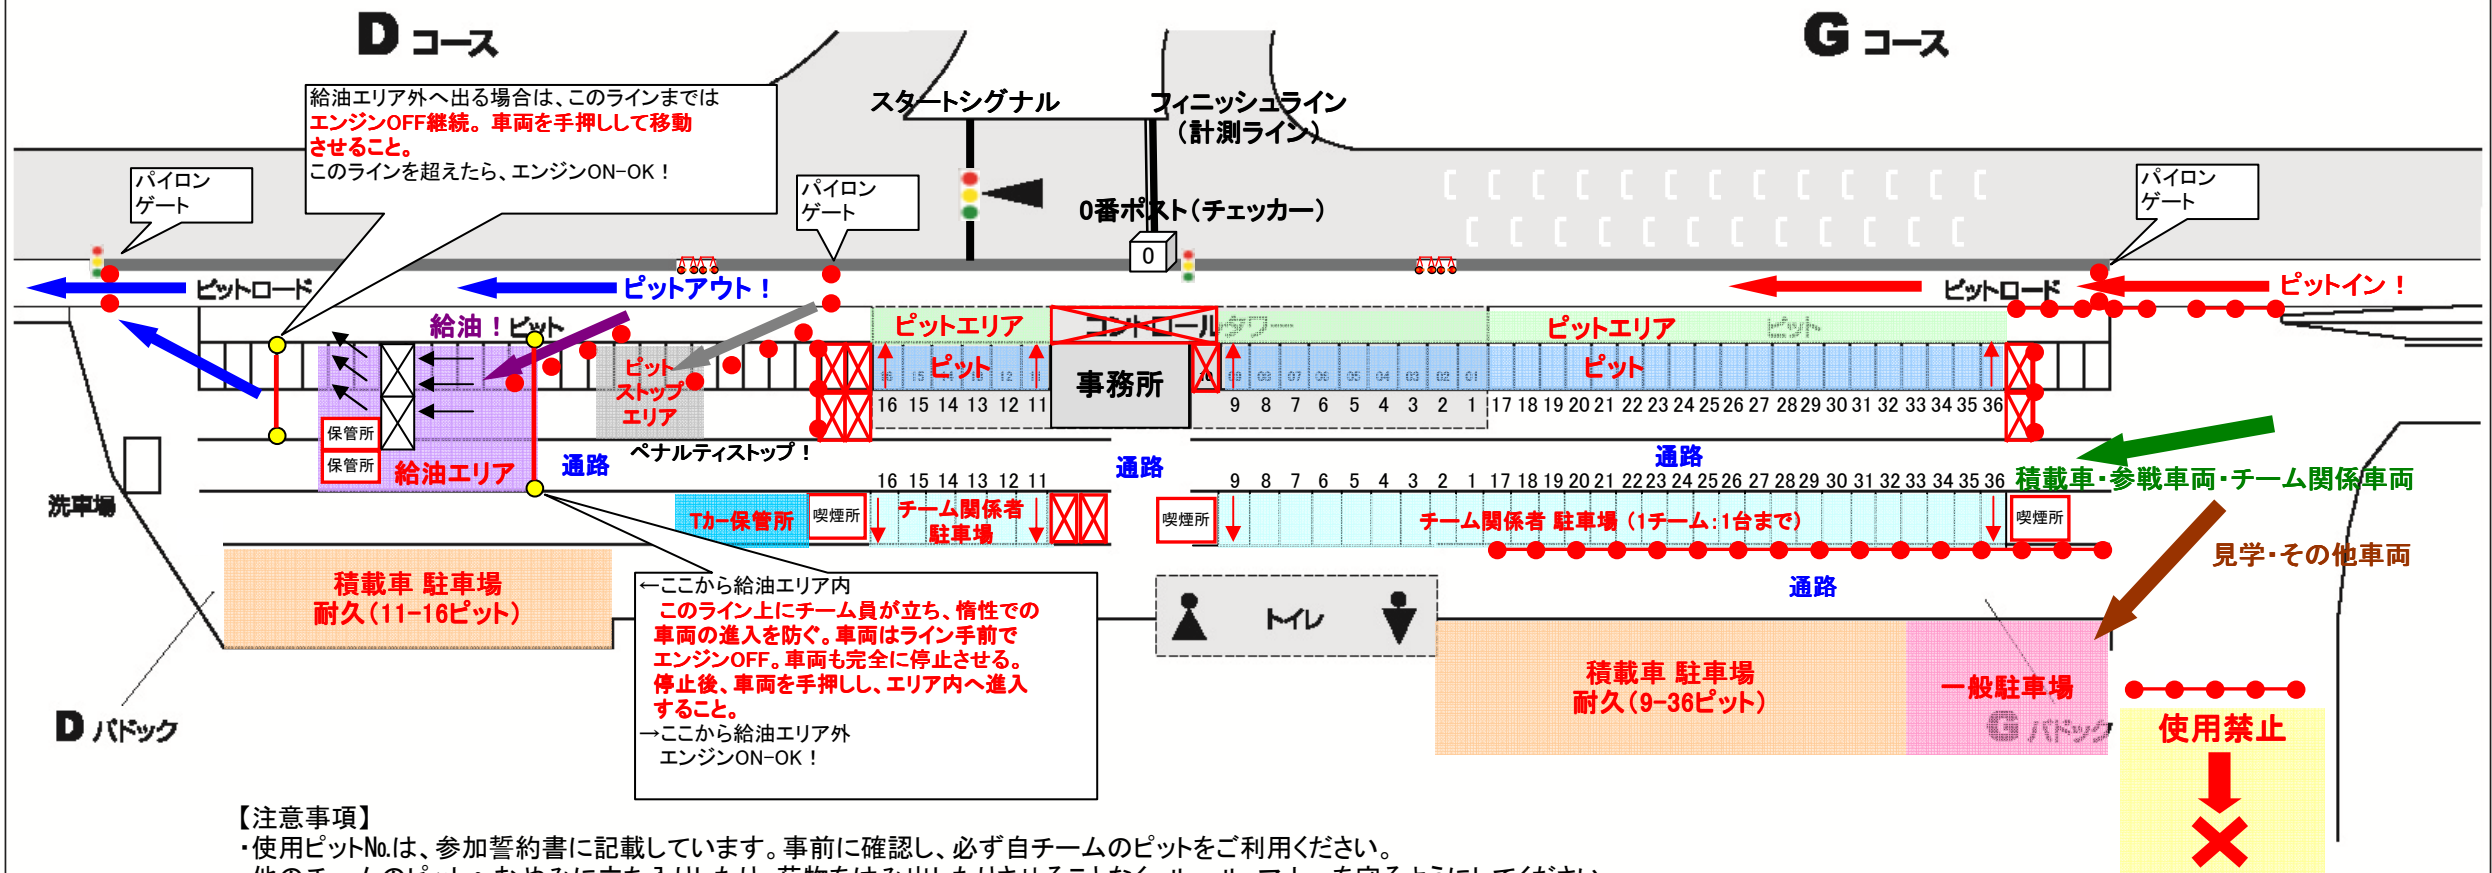 D コース
G コース
給油エリア外へ出る場合は、このラインまでは
エンジンOFF継続。車両を手押しして移動
させること。
このラインを超えたら、エンジンON-OK！
スタートシグナル
フィニッシュライン
（計測ライン）
パイロン
ゲート
パイロン
ゲート
パイロン
ゲート
0番ポスト（チェッカー）
0
ピットロード
ピットアウト！
ピットロード
ピットイン！
給油！
ピット
ピットエリア
コントロールタワー
ピットエリア
ピット
ピット
ストップ
エリア
ピット
事務所
ピット
16 15 14 13 12 11
10
09 08 07 06 05 04 03 02 01
16 15 14 13 12 11
9 8 7 6 5 4 3 2 1 17 18 19 20 21 22 23 24 25 26 27 28 29 30 31 32 33 34 35 36
保管所
保管所
給油エリア
ペナルティストップ！
通路
通路
通路
積載車・参戦車両・チーム関係車両
16 15 14 13 12 11
9 8 7 6 5 4 3 2 1 17 18 19 20 21 22 23 24 25 26 27 28 29 30 31 32 33 34 35 36
洗車場
Tカー保管所
喫煙所
チーム関係者
駐車場
喫煙所
チーム関係者 駐車場（1チーム：1台まで）
喫煙所
見学・その他車両
通路
積載車 駐車場
耐久（11-16ピット）
←ここから給油エリア内
このライン上にチーム員が立ち、惰性での
車両の進入を防ぐ。車両はライン手前で
エンジンOFF。車両も完全に停止させる。
停止後、車両を手押しし、エリア内へ進入
すること。
→ここから給油エリア外
エンジンON-OK！
トイレ
積載車 駐車場
耐久（9-36ピット）
一般駐車場
D パドック
G パドック
使用禁止
【注意事項】
・使用ピットNo.は、参加誓約書に記載しています。事前に確認し、必ず自チームのピットをご利用ください。